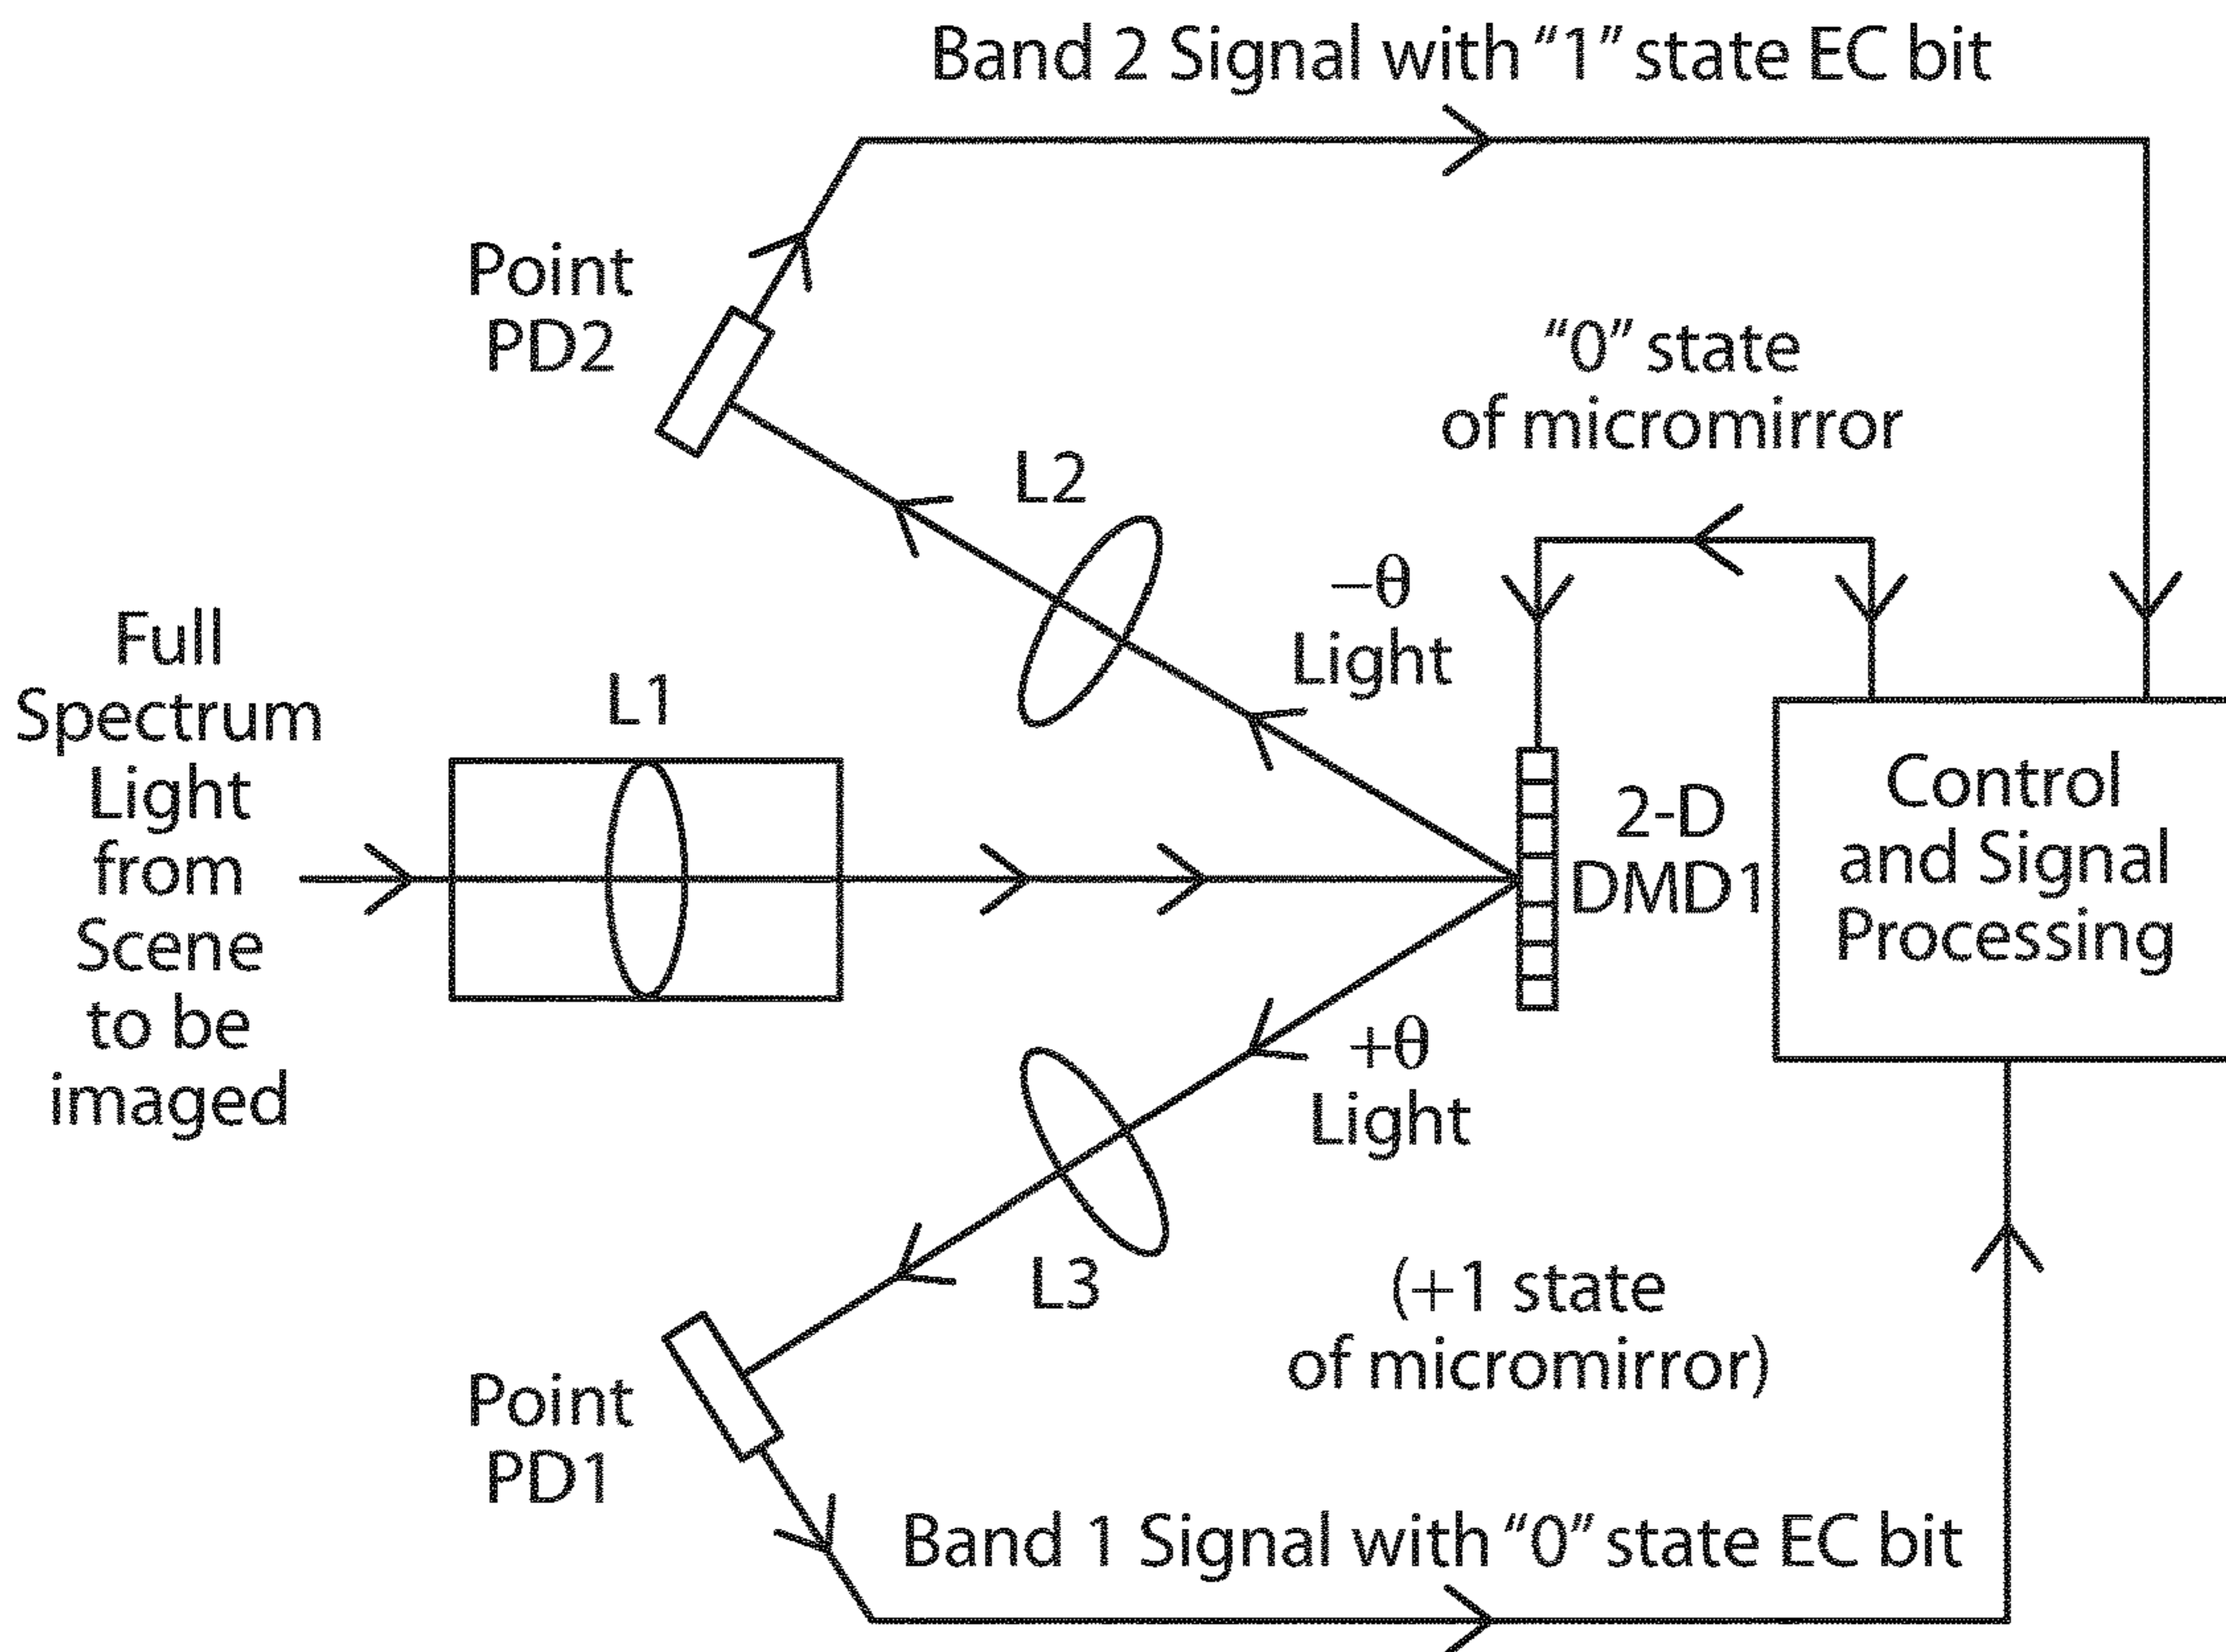 Band 2 Signal with “1” state EC bit
Point
PD2
“0” state
of micromirror
L2
–θ
Light
Full
Spectrum
Light
from
Scene
to be
imaged
L1
2-D
DMD1
Control
and Signal
Processing
+θ
Light
L3
(+1 state
of micromirror)
Point
PD1
Band 1 Signal with “0” state EC bit